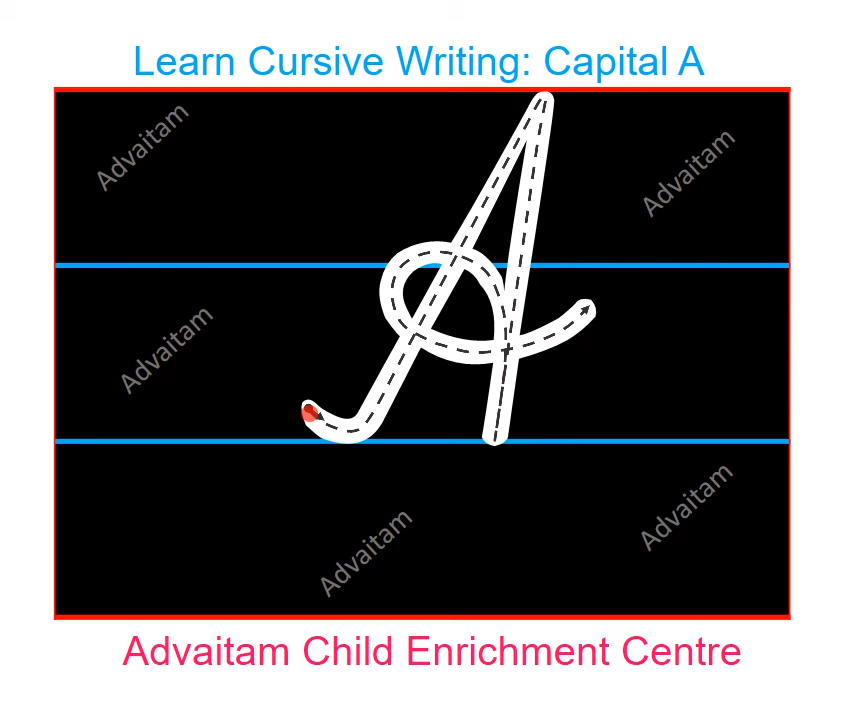 Learn Cursive Writing: Capital A
Advaitam
Advaitam
A
Advaitam
Advaitam
Advaitam
Advaitam Child Enrichment Centre